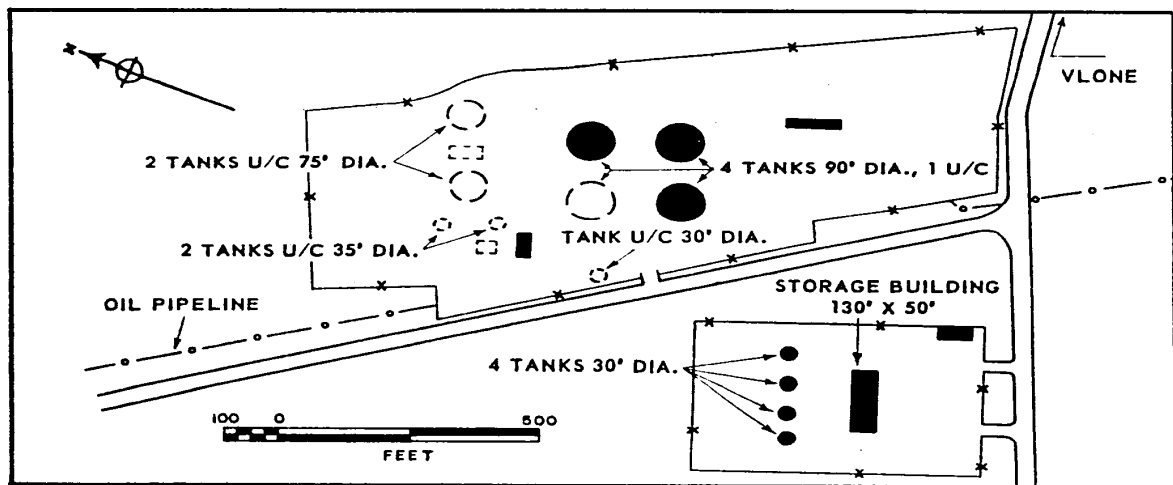 VLONE
2 TANKS U/C 75' DIA.
4 TANKS 90' DIA., 1 U/C
2 TANKS U/C 35' DIA.
TANK U/C 30' DIA.
OIL PIPELINE
STORAGE BUILDING
130' X 50'
4 TANKS 30' DIA.
100 0 500
FEET